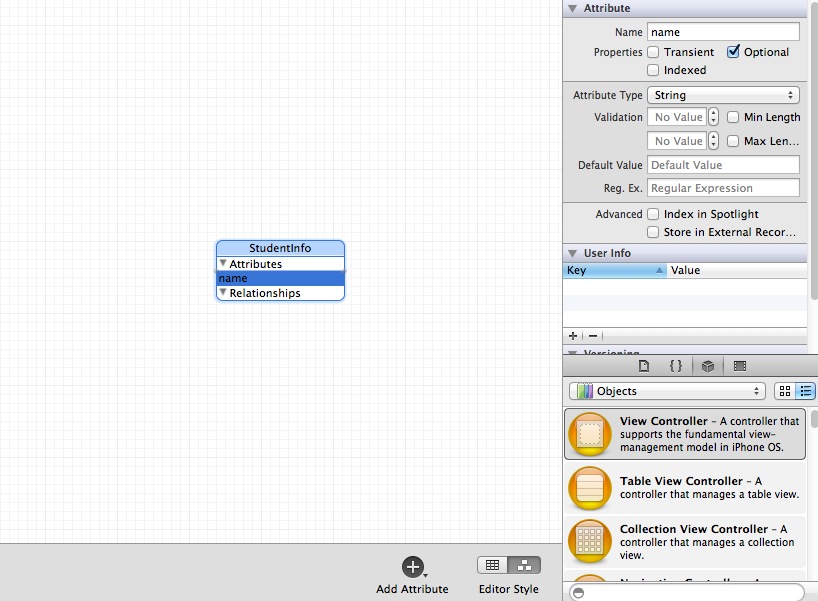 Attribute
Name name
Properties Transient Optional
Indexed
Attribute Type String
Validation No Value Min Length
No Value Max Len...
Default Value Default Value
Reg. Ex. Regular Expression
Advanced Index in Spotlight
Store in External Recor...
User Info
Key Value
Versioning
{ }
Objects
View Controller – A controller that
supports the fundamental view-
management model in iPhone OS.
Table View Controller – A
controller that manages a table view.
Collection View Controller – A
controller that manages a collection
view.
StudentInfo
Attributes
name
Relationships
Add Attribute
Editor Style